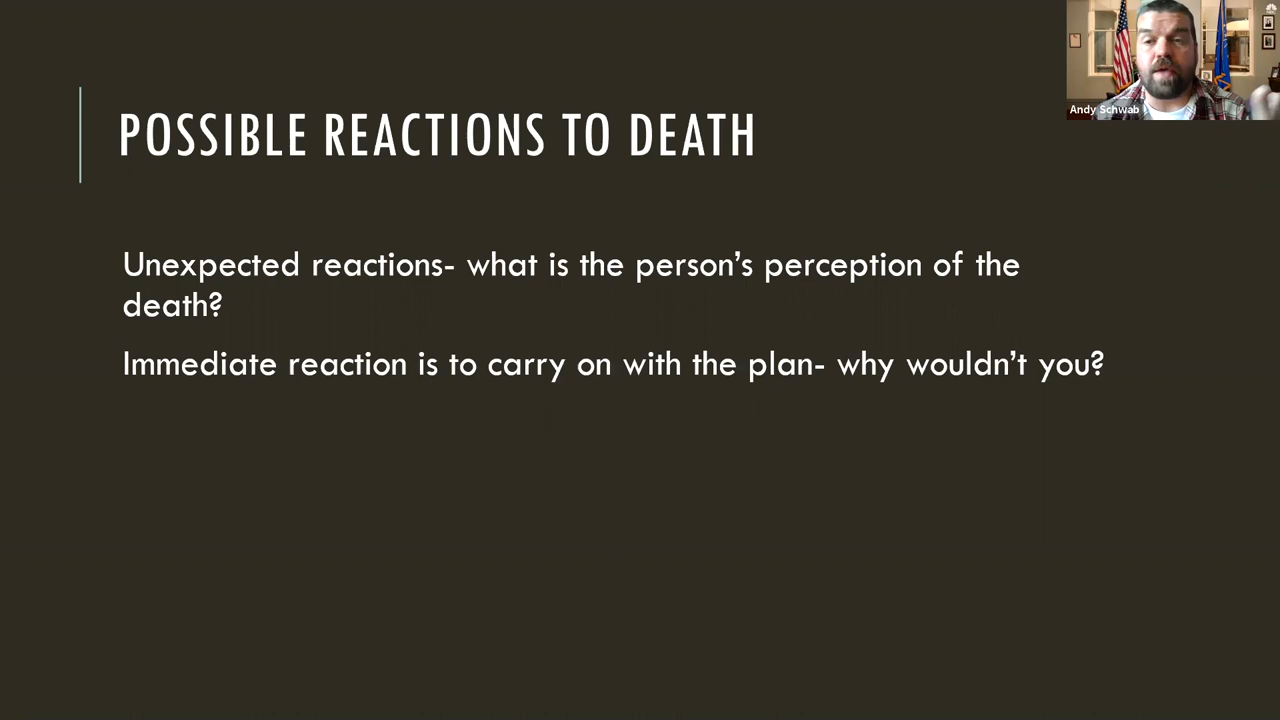 Andy Schwab
POSSIBLE REACTIONS TO DEATH
Unexpected reactions- what is the person’s perception of the
death?
Immediate reaction is to carry on with the plan- why wouldn’t you?